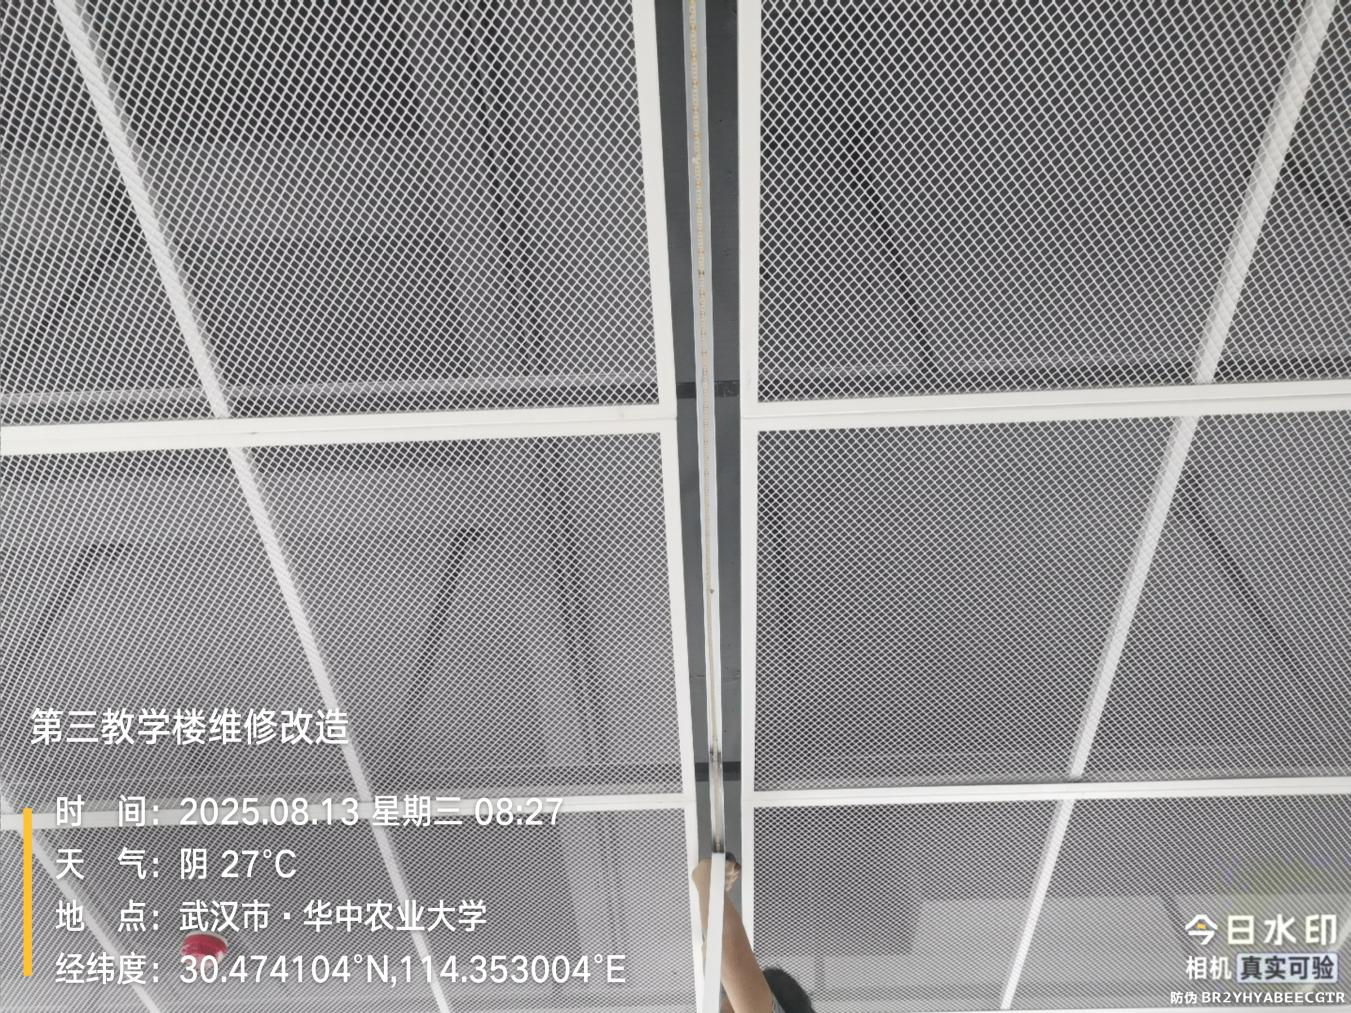 第三教学楼维修改造
时 间：2025.08.13 星期三 08:27
天 气：阴 27°C
地 点：武汉市·华中农业大学
经纬度：30.474104°N,114.353004°E
今日水印
相机 真实可验
防伪 BR2YHYABEECGTR